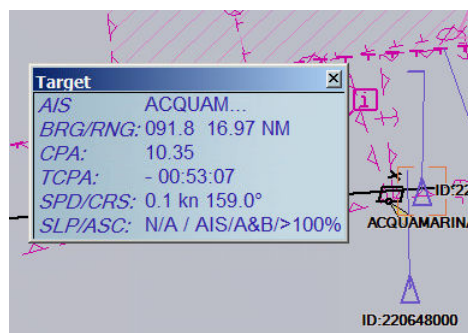 Target
AIS ACQUAM...
BRG/RNG: 091.8 16.97 NM
CPA: 10.35
TCPA: - 00:53:07
SPD/CRS: 0.1 kn 159.0°
SLP/ASC: N/A / AIS/A&B/>100%
i
ID:22
ACQUAMARINA
ID:220648000